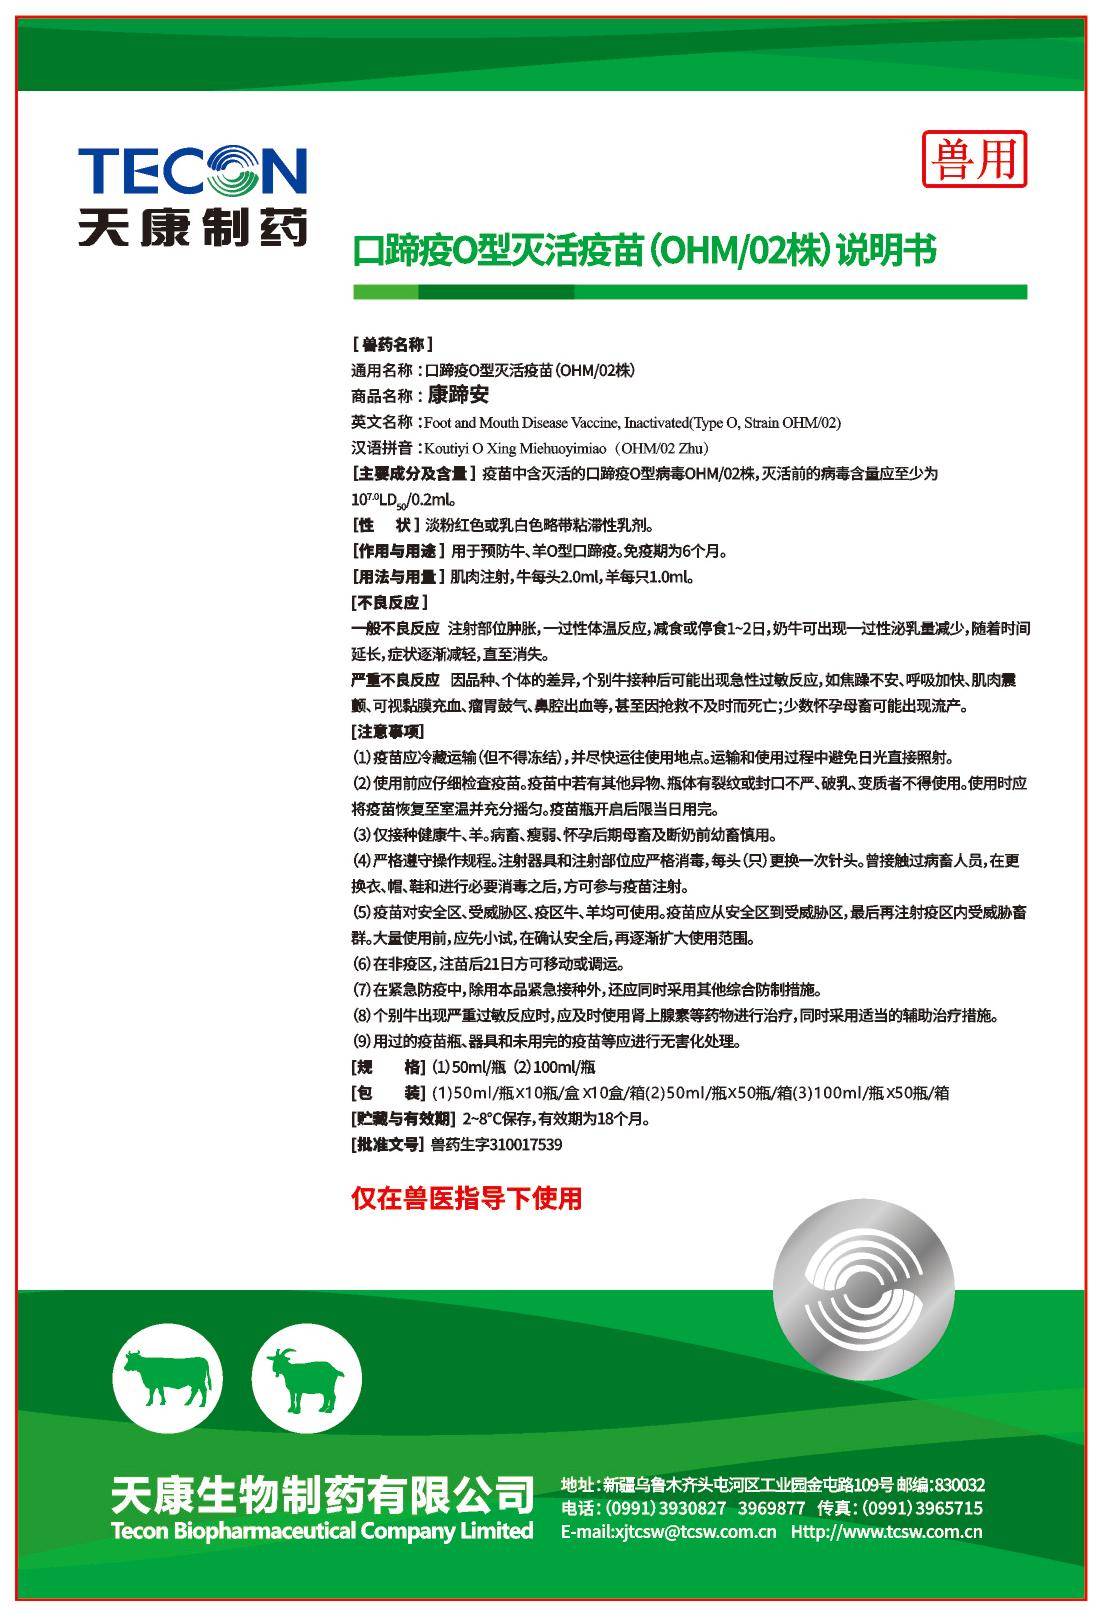 TECON
天康制药
兽用
口蹄疫O型灭活疫苗(OHM/02株)说明书
[兽药名称]
通用名称:口蹄疫O型灭活疫苗(OHM/02株)
商品名称:康蹄安
英文名称:Foot and Mouth Disease Vaccine, Inactivated(Type O, Strain OHM/02)
汉语拼音:Koutiyi O Xing Miehuoyimiao(OHM/02 Zhu)
[主要成分及含量] 疫苗中含灭活的口蹄疫O型病毒OHM/02株,灭活前的病毒含量应至少为
10⁷·⁰LD₅₀/0.2ml。
[性 状] 淡粉红色或乳白色略带粘滞性乳剂。
[作用与用途] 用于预防牛、羊O型口蹄疫。免疫期为6个月。
[用法与用量] 肌肉注射,牛每头2.0ml,羊每只1.0ml。
[不良反应]
一般不良反应 注射部位肿胀,一过性体温反应,减食或停食1~2日,奶牛可出现一过性泌乳量减少,随着时间
延长,症状逐渐减轻,直至消失。
严重不良反应 因品种、个体的差异,个别牛接种后可能出现急性过敏反应,如焦躁不安、呼吸加快、肌肉震
颤、可视黏膜充血、瘤胃鼓气、鼻腔出血等,甚至因抢救不及时而死亡;少数怀孕母畜可能出现流产。
[注意事项]
(1)疫苗应冷藏运输(但不得冻结),并尽快运往使用地点。运输和使用过程中避免日光直接照射。
(2)使用前应仔细检查疫苗。疫苗中若有其他异物、瓶体有裂纹或封口不严、破乳、变质者不得使用。使用时应
将疫苗恢复至室温并充分摇匀。疫苗瓶开启后限当日用完。
(3)仅接种健康牛、羊。病畜、瘦弱、怀孕后期母畜及断奶前幼畜慎用。
(4)严格遵守操作规程。注射器具和注射部位应严格消毒,每头(只)更换一次针头。曾接触过病畜人员,在更
换衣、帽、鞋和进行必要消毒之后,方可参与疫苗注射。
(5)疫苗对安全区、受威胁区、疫区牛、羊均可使用。疫苗应从安全区到受威胁区,最后再注射疫区内受威胁畜
群。大量使用前,应先小试,在确认安全后,再逐渐扩大使用范围。
(6)在非疫区,注苗后21日方可移动或调运。
(7)在紧急防疫中,除用本品紧急接种外,还应同时采用其他综合防制措施。
(8)个别牛出现严重过敏反应时,应及时使用肾上腺素等药物进行治疗,同时采用适当的辅助治疗措施。
(9)用过的疫苗瓶、器具和未用完的疫苗等应进行无害化处理。
[规 格] (1)50ml/瓶 (2)100ml/瓶
[包 装] (1)50ml/瓶X10瓶/盒X10盒/箱(2)50ml/瓶X50瓶/箱(3)100ml/瓶X50瓶/箱
[贮藏与有效期] 2~8℃保存,有效期为18个月。
[批准文号] 兽药生字310017539
仅在兽医指导下使用
天康生物制药有限公司
Tecon Biopharmaceutical Company Limited
地址:新疆乌鲁木齐头屯河区工业园金屯路109号 邮编:830032
电话:(0991)3930827 3969877 传真:(0991)3965715
E-mail:xjtcsw@tcsw.com.cn Http://www.tcsw.com.cn